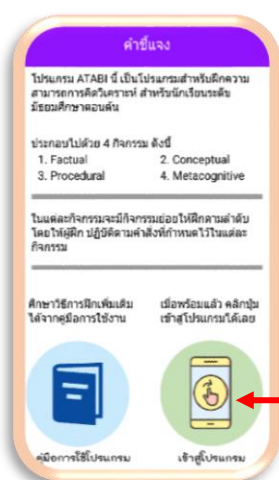 คำชี้แจง
โปรแกรม ATABI นี้ เป็นโปรแกรมสำหรับฝึกความ
สามารถการคิดวิเคราะห์ สำหรับนักเรียนระดับ
มัธยมศึกษาตอนต้น
ประกอบไปด้วย 4 กิจกรรม ดังนี้
1. Factual 2. Conceptual
3. Procedural 4. Metacognitive
ในแต่ละกิจกรรมจะมีกิจกรรมย่อยให้ฝึกตามลำดับ
โดยให้ผู้ฝึก ปฏิบัติตามคำสั่งที่กำหนดไว้ในแต่ละ
กิจกรรม
ศึกษาวิธีการฝึกเพิ่มเติม
ได้จากคู่มือการใช้งาน
เมื่อพร้อมแล้ว คลิกปุ่ม
เข้าสู่โปรแกรมได้เลย
คู่มือการใช้โปรแกรม
เข้าสู่โปรแกรม